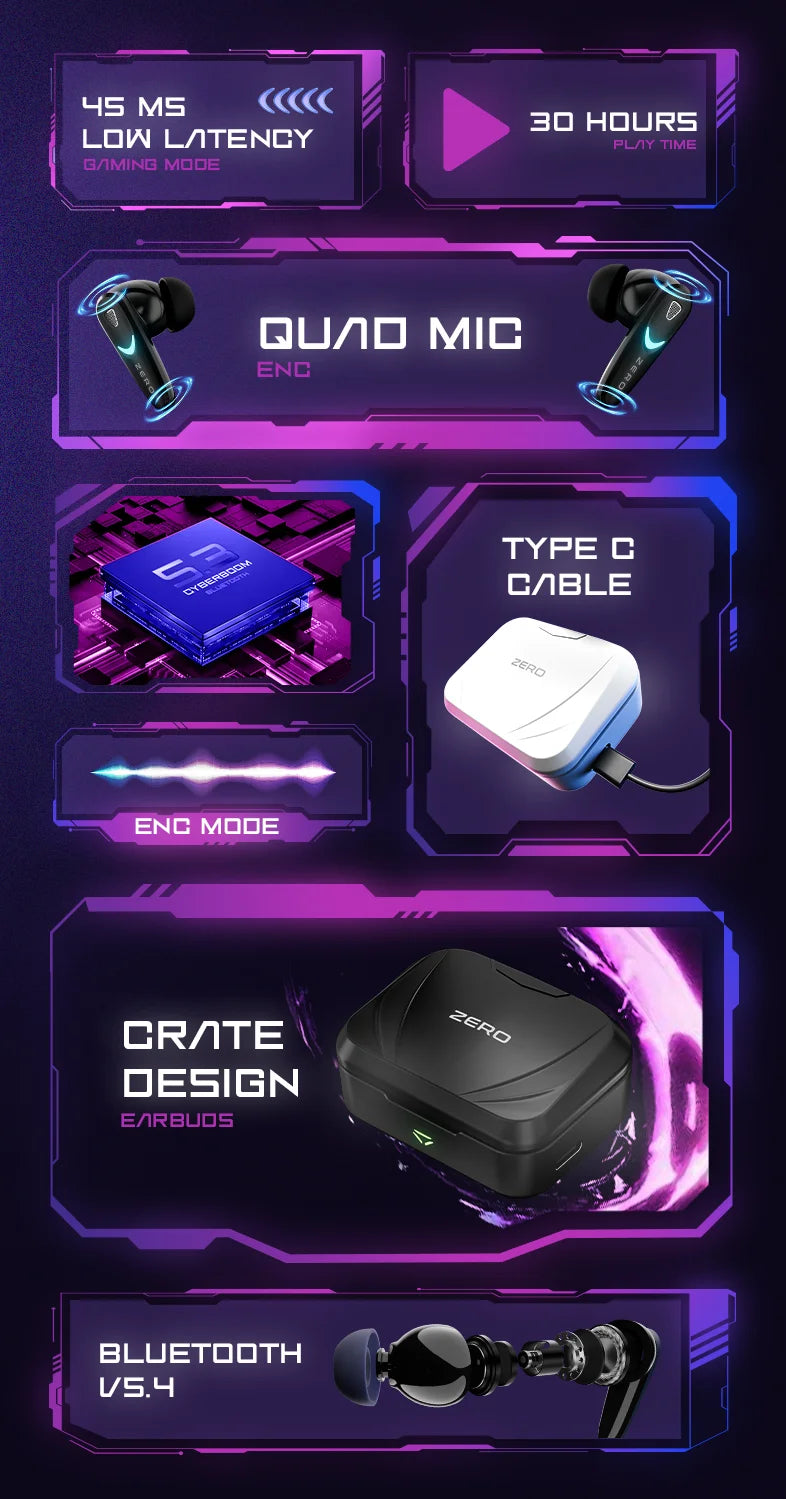 45 MS
LOW LATENCY
GAMING MODE
30 HOURS
PLAY TIME
QUAD MIC
ENC
ZERO
ZERO
5.3
CYBERBOOM
BLUETOOTH
TYPE C
CABLE
ZERO
ENC MODE
CRATE
DESIGN
EARBUDS
ZERO
BLUETOOTH
V5.4